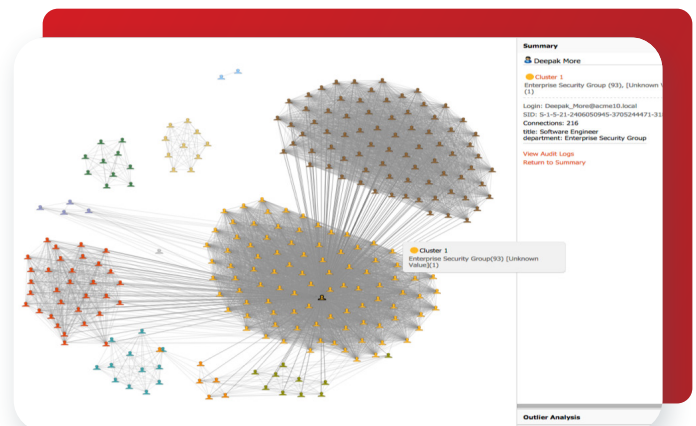 Summary
Deepak More
Cluster 1
Enterprise Security Group (93), [Unknown
(1)
Login: Deepak_More@acme10.local
SID: S-1-5-21-2406050945-3705244471-31
Connections: 216
title: Software Engineer
department: Enterprise Security Group
View Audit Logs
Return to Summary
Cluster 1
Enterprise Security Group(93) [Unknown
Value](1)
Outlier Analysis